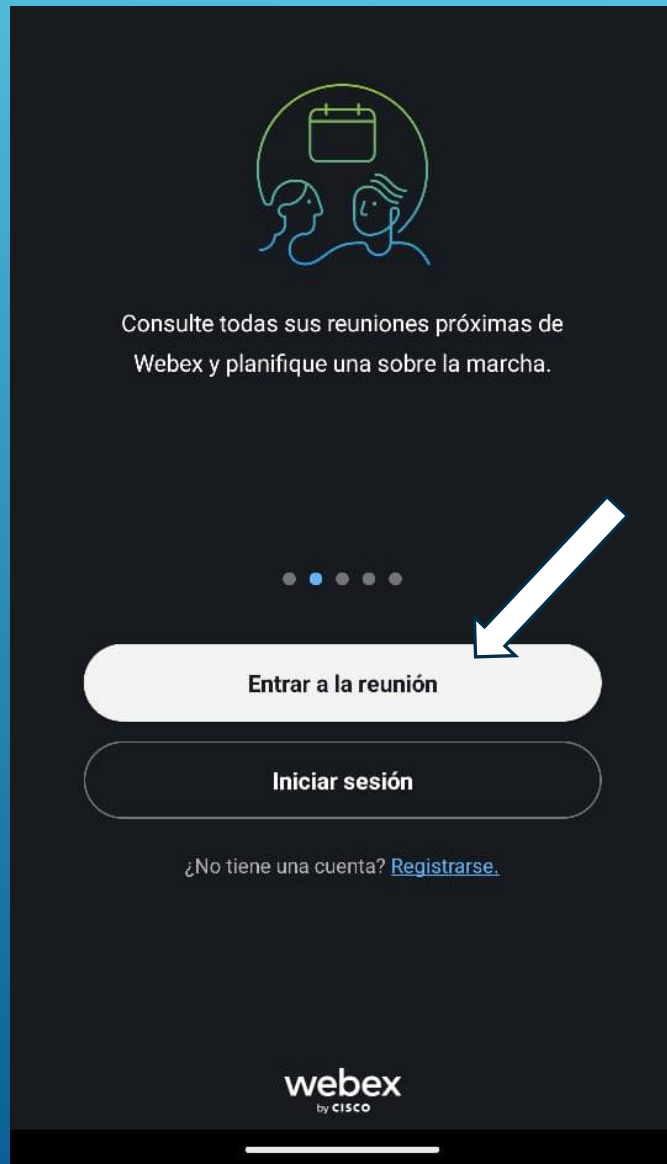 Consulte todas sus reuniones próximas de
Webex y planifique una sobre la marcha.
Entrar a la reunión
Iniciar sesión
¿No tiene una cuenta? Registrarse.
webex
by CISCO